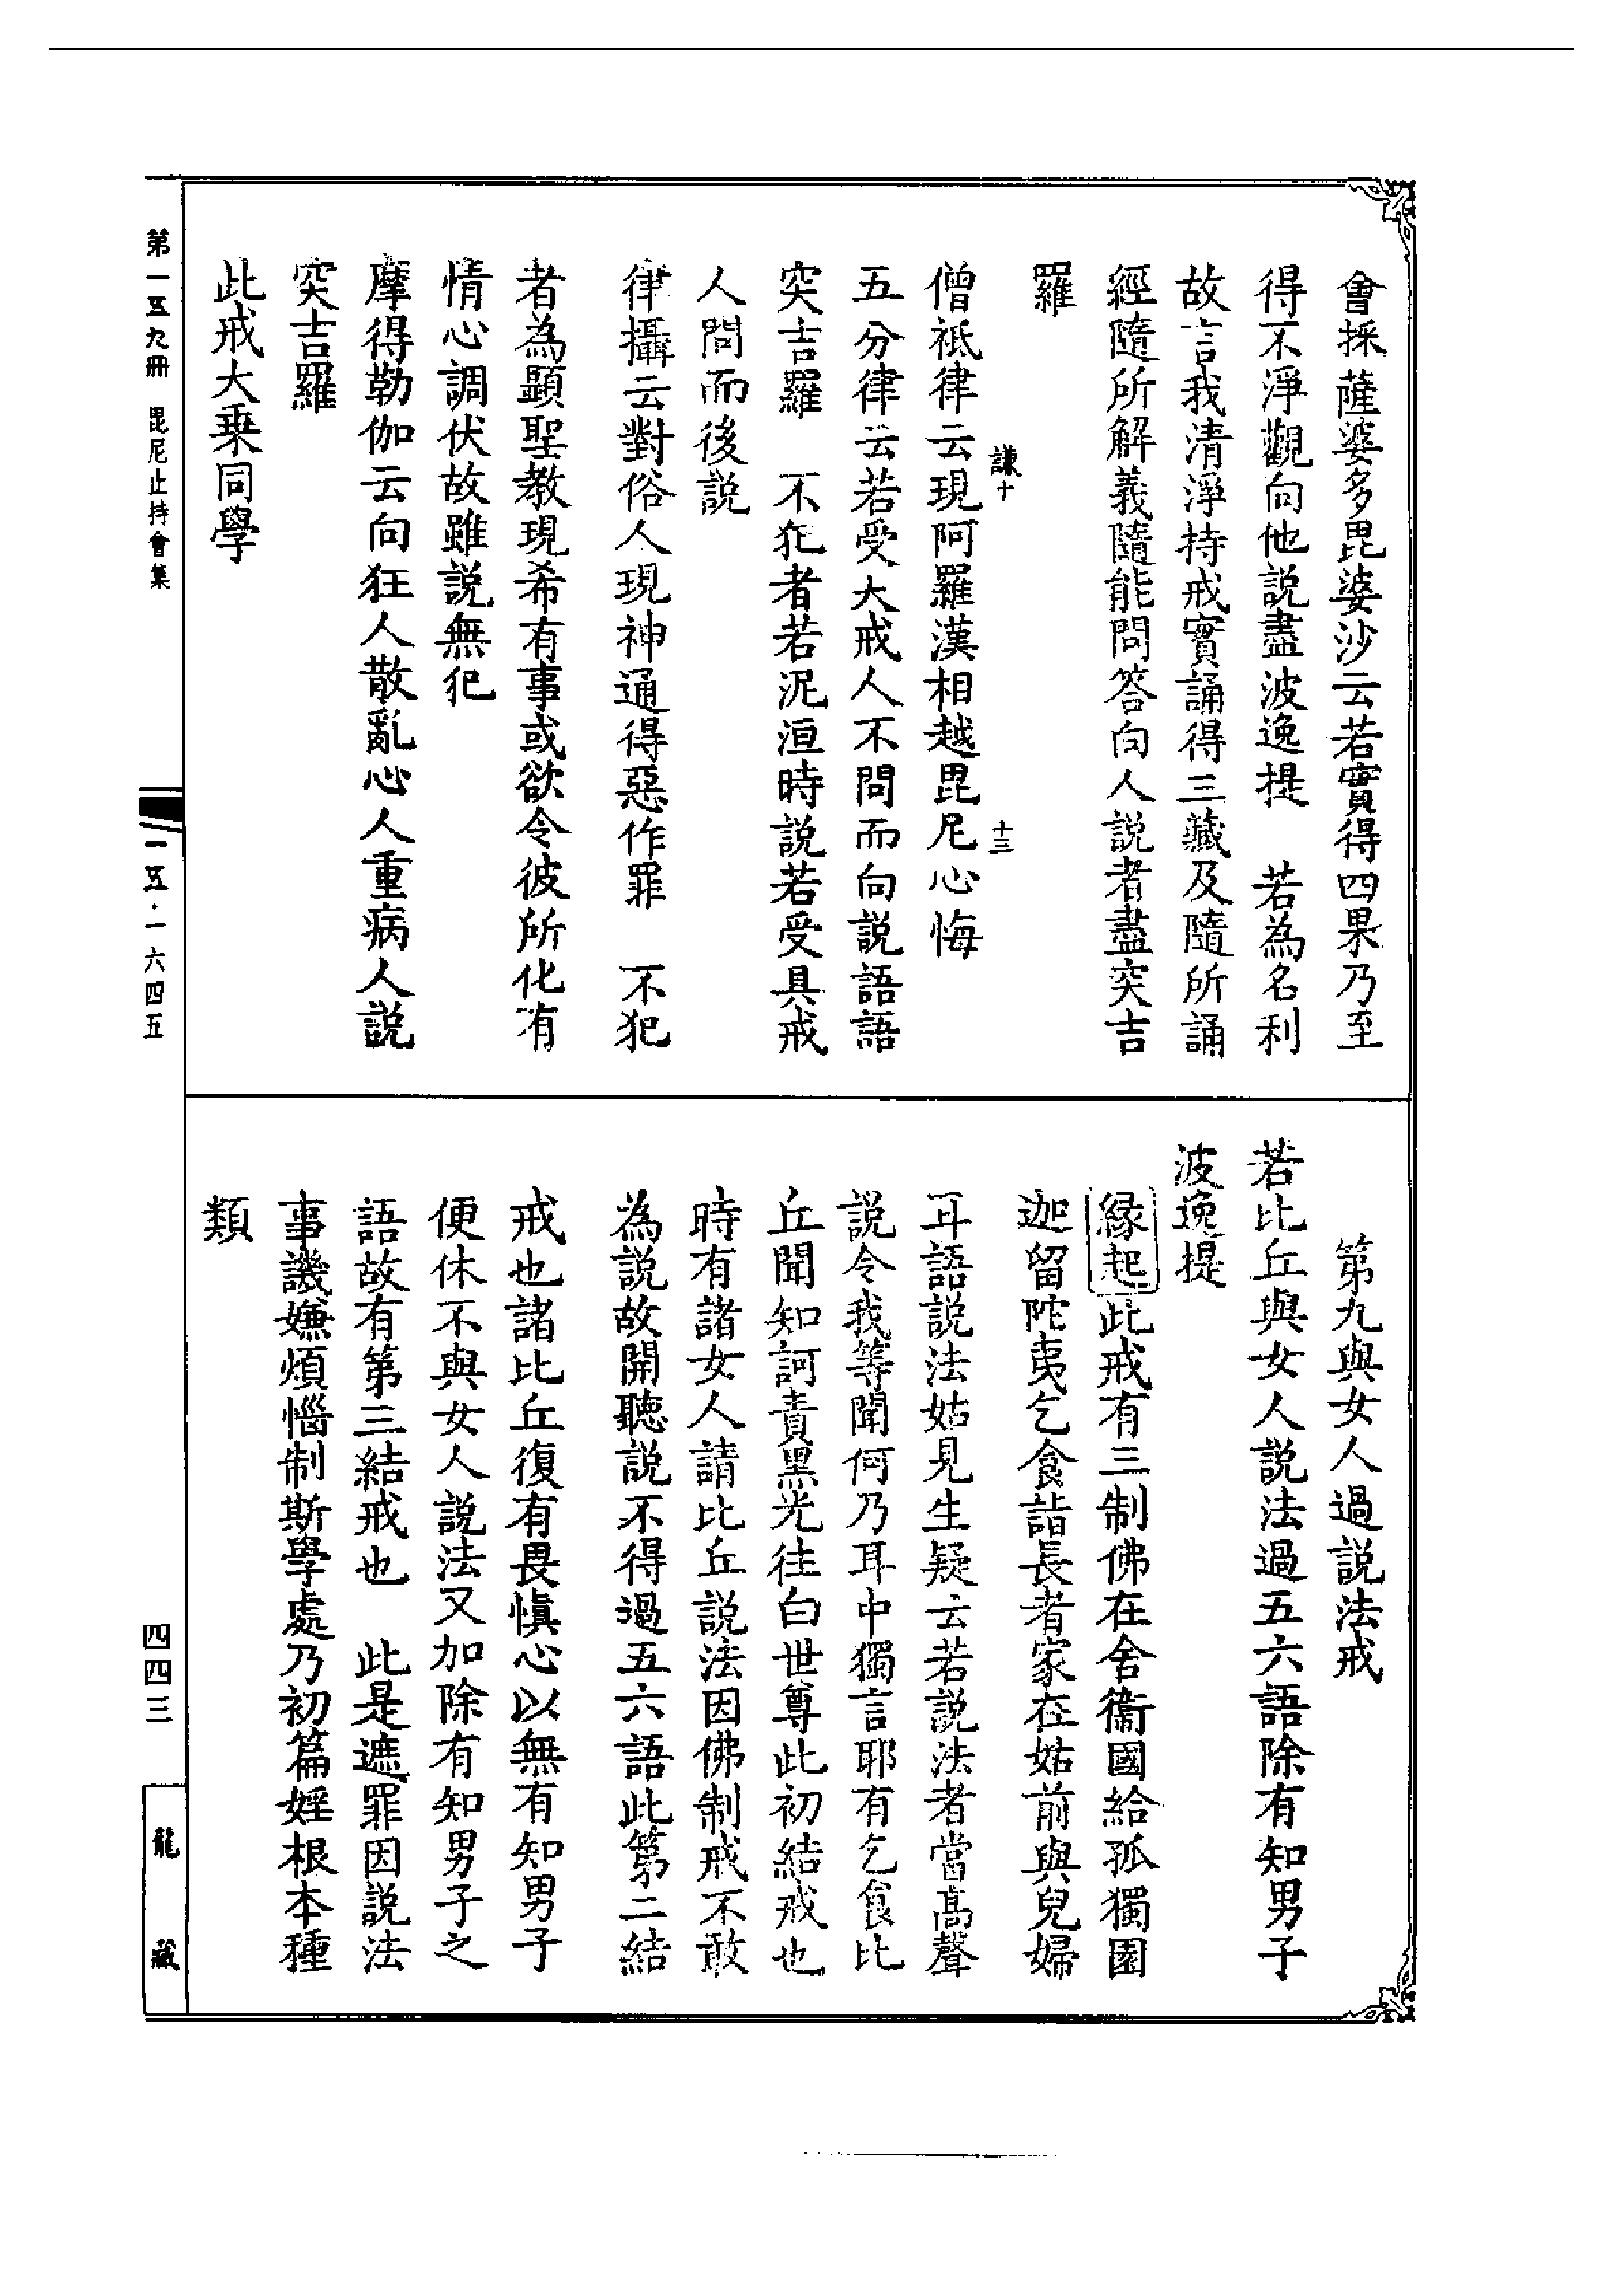 會採薩婆多毘婆沙云若實得四果乃至
得不淨觀向他說盡波逸提　若為名利
故言我清淨持戒實誦得三藏及隨所誦
經隨所解義隨能問答向人說者盡突吉
羅
謙十　十三
僧祇律云現阿羅漢相越毘尼心悔
五分律云若受大戒人不問而向說語語
突吉羅　不犯者若泥洹時說若受具戒
人問而後說
律攝云對俗人現神通得惡作罪　不犯
者為顯聖教現希有事或欲令彼所化有
情心調伏故雖說無犯
摩得勒伽云向狂人散亂心人重病人說
突吉羅
此戒大乘同學
第九與女人過說法戒
若比丘與女人說法過五六語除有知男子
波逸提
緣起此戒有三制佛在舍衞國給孤獨園
迦留陀夷乞食詣長者家在姑前與兒婦
耳語說法姑見生疑云若說法者當高聲
說令我等聞何乃耳中獨言耶有乞食比
丘聞知訶責黑光往白世尊此初結戒也
時有諸女人請比丘說法因佛制戒不敢
為說故開聽說不得過五六語此第二結
戒也諸比丘復有畏慎心以無有知男子
便休不與女人說法又加除有知男子之
語故有第三結戒也　此是遮罪因說法
事譏嫌煩惱制斯學處乃初篇婬根本種
類
第一五九冊　毘尼止持會集
一五·一六四五
四四三
龍藏